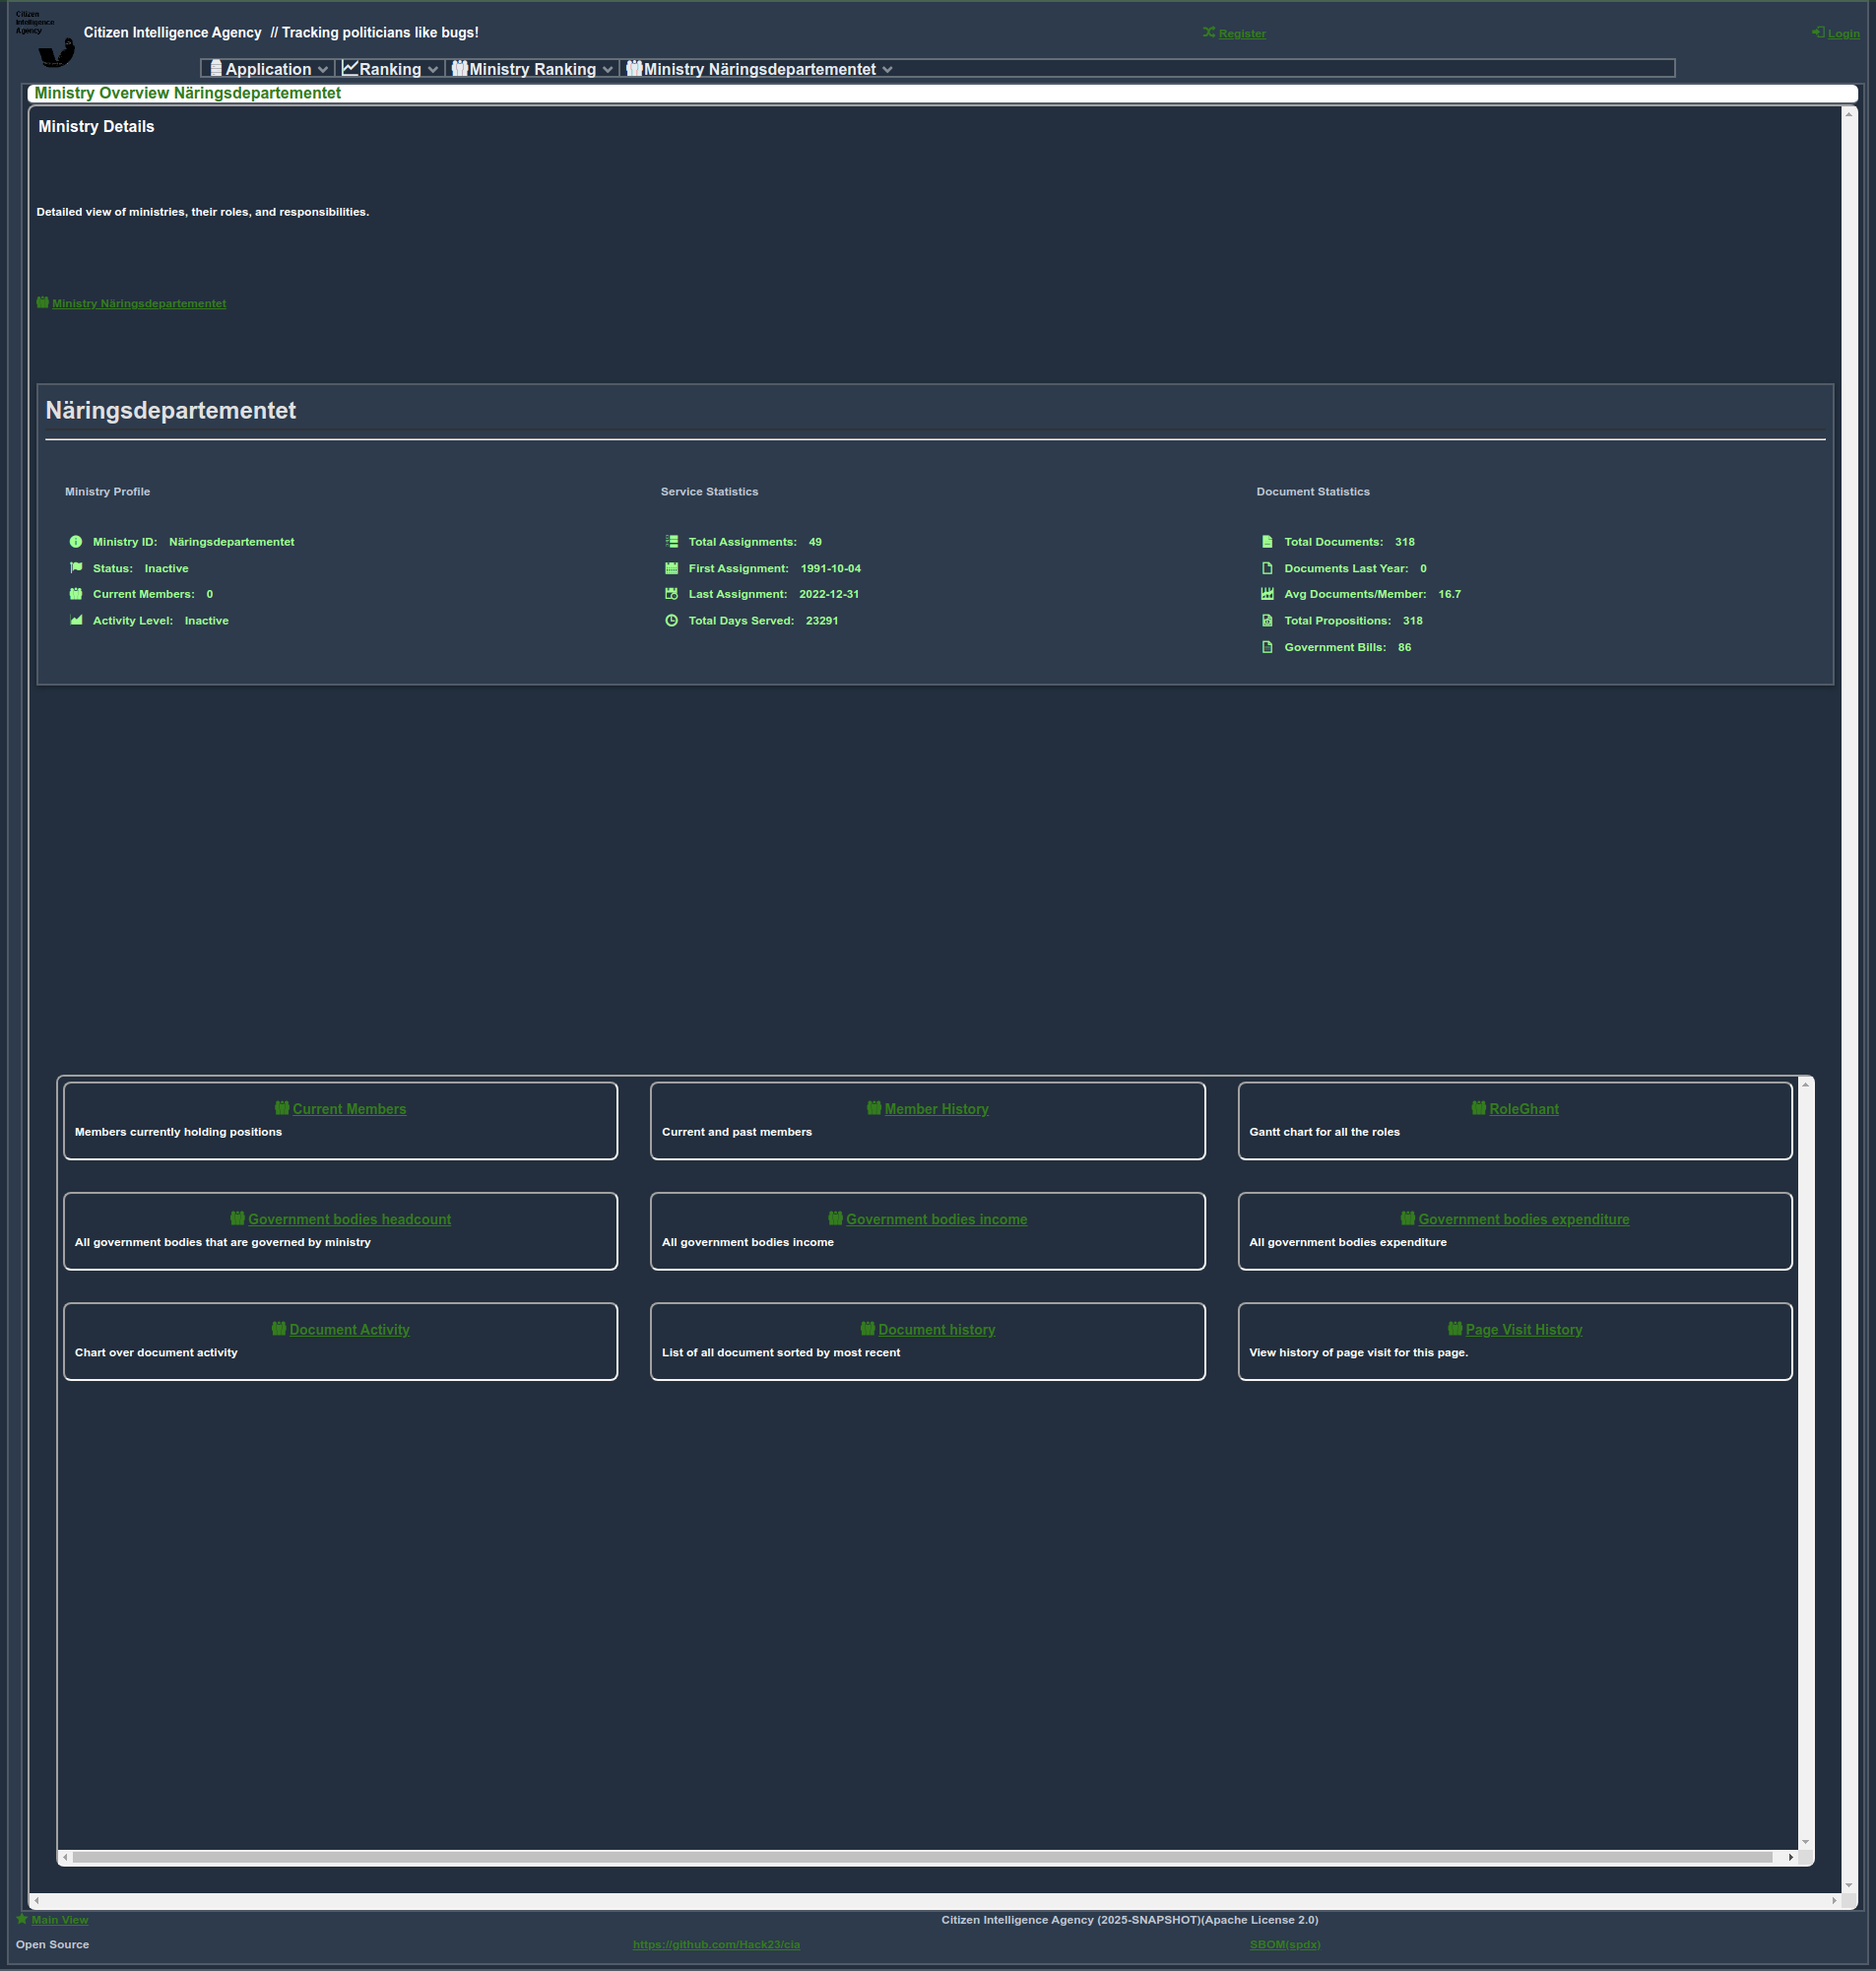 Citizen
Intelligence
Agency
Citizen Intelligence Agency // Tracking politicians like bugs!
Register
Login
Application
Ranking
Ministry Ranking
Ministry Näringsdepartementet
Ministry Overview Näringsdepartementet
Ministry Details
Detailed view of ministries, their roles, and responsibilities.
Ministry Näringsdepartementet
Näringsdepartementet
Ministry Profile
Ministry ID: Näringsdepartementet
Status: Inactive
Current Members: 0
Activity Level: Inactive
Service Statistics
Total Assignments: 49
First Assignment: 1991-10-04
Last Assignment: 2022-12-31
Total Days Served: 23291
Document Statistics
Total Documents: 318
Documents Last Year: 0
Avg Documents/Member: 16.7
Total Propositions: 318
Government Bills: 86
Current Members
Members currently holding positions
Member History
Current and past members
RoleGhant
Gantt chart for all the roles
Government bodies headcount
All government bodies that are governed by ministry
Government bodies income
All government bodies income
Government bodies expenditure
All government bodies expenditure
Document Activity
Chart over document activity
Document history
List of all document sorted by most recent
Page Visit History
View history of page visit for this page.
Main View
Citizen Intelligence Agency (2025-SNAPSHOT)(Apache License 2.0)
Open Source
https://github.com/Hack23/cia
SBOM(spdx)